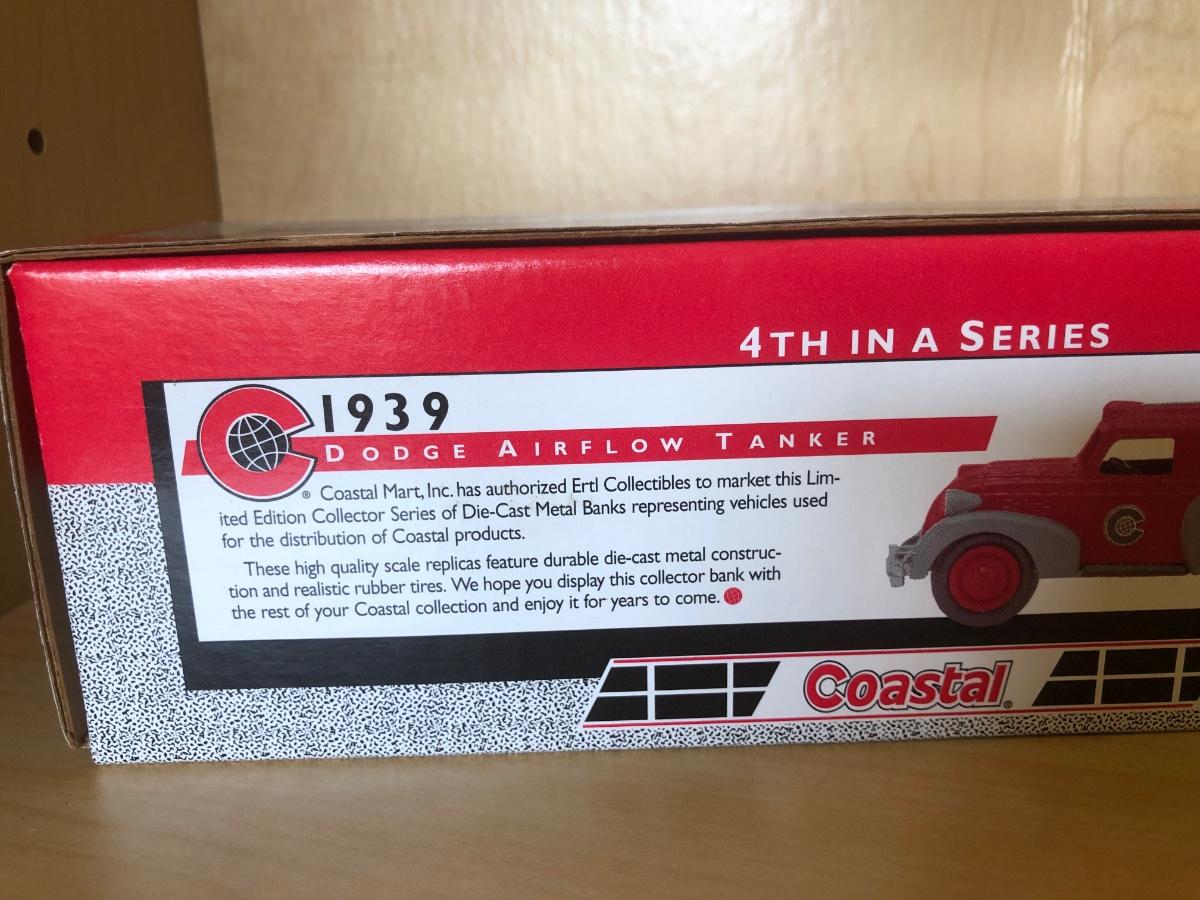 4TH IN A SERIES
1939
DODGE AIRFLOW TANKER
® Coastal Mart, Inc. has authorized Ertl Collectibles to market this Lim-
ited Edition Collector Series of Die-Cast Metal Banks representing vehicles used
for the distribution of Coastal products.
These high quality scale replicas feature durable die-cast metal construc-
tion and realistic rubber tires. We hope you display this collector bank with
the rest of your Coastal collection and enjoy it for years to come.
Coastal®